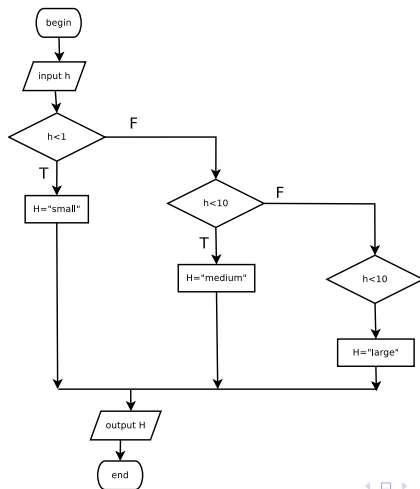 begin
input h
h<1
F
T
H="small"
h<10
F
T
H="medium"
h<10
H="large"
output H
end